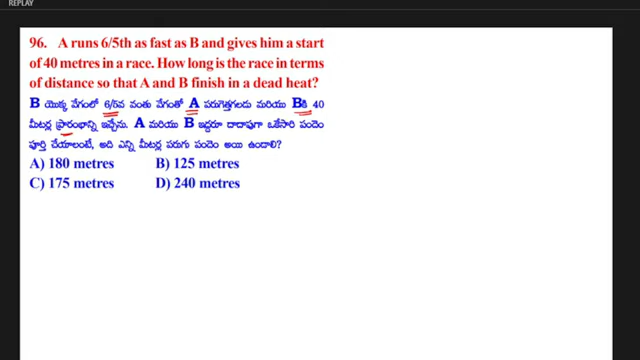 REPLAY
96. A runs 6/5th as fast as B and gives him a start
of 40 metres in a race. How long is the race in terms
of distance so that A and B finish in a dead heat?
B యొక్క వేగంలో 6/5వ వంతు వేగంతో A పరుగెత్తగలడు మరియు Bకి 40
మీటర్ల ప్రారంభాన్ని ఇచ్చేను. A మరియు B ఇద్దరూ దాదాపుగా ఒకేసారి పందెం
పూర్తి చేయాలంటే, అది ఎన్ని మీటర్ల పరుగు పందెం అయి ఉండాలి?
A) 180 metres B) 125 metres
C) 175 metres D) 240 metres